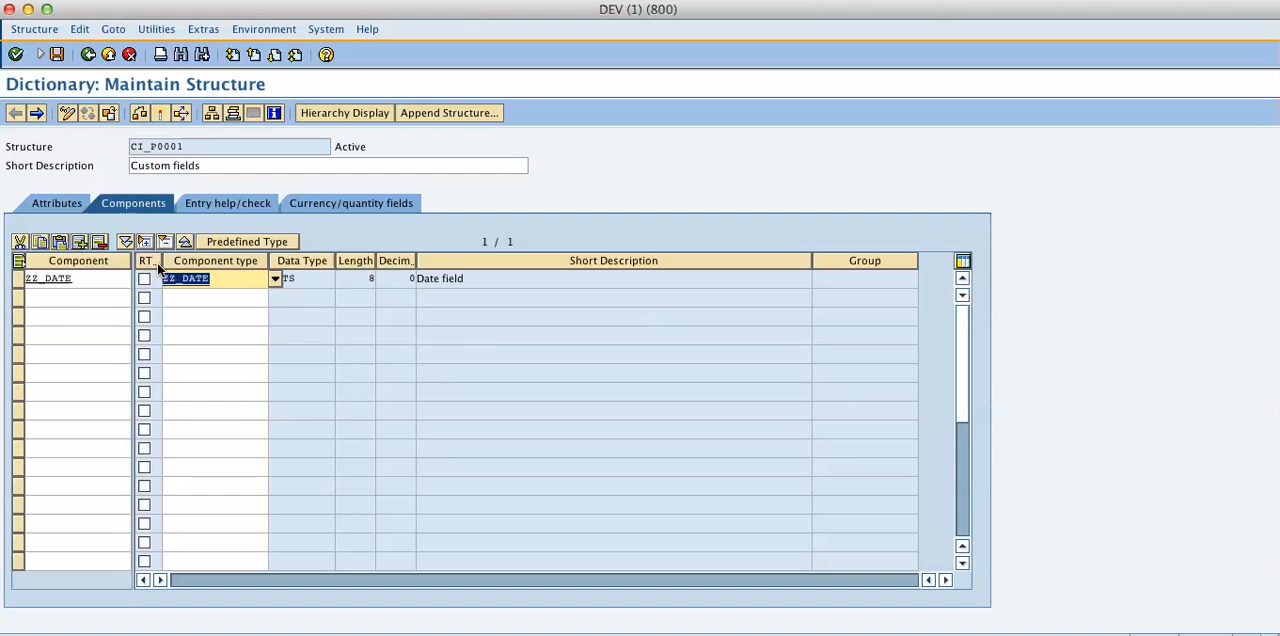 DEV (1) (800)
Structure Edit Goto Utilities Extras Environment System Help
Dictionary: Maintain Structure
Hierarchy Display Append Structure...
Structure CI_P0001 Active
Short Description Custom fields
Attributes Components Entry help/check Currency/quantity fields
Predefined Type 1 / 1
Component RT.. Component type Data Type Length Decim.. Short Description Group
ZZ_DATE ZZ_DATE TS 8 0 Date field